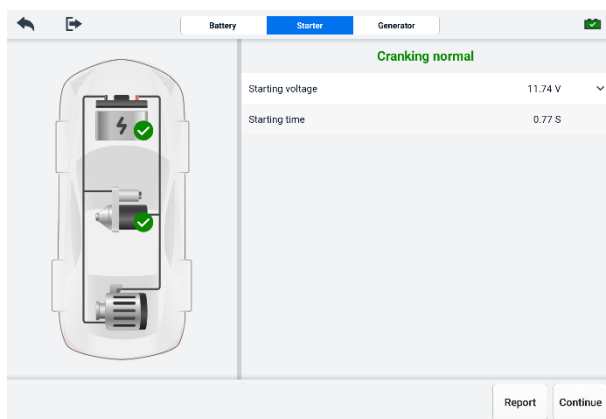 Battery Starter Generator
Cranking normal
Starting voltage 11.74 V
Starting time 0.77 S
Report Continue